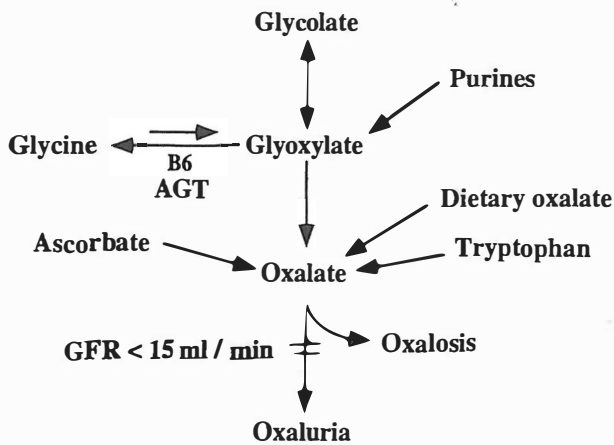 Glycolate
Purines
Glycine
Glyoxylate
B6
AGT
Dietary oxalate
Ascorbate
Tryptophan
Oxalate
GFR < 15 ml / min
Oxalosis
Oxaluria